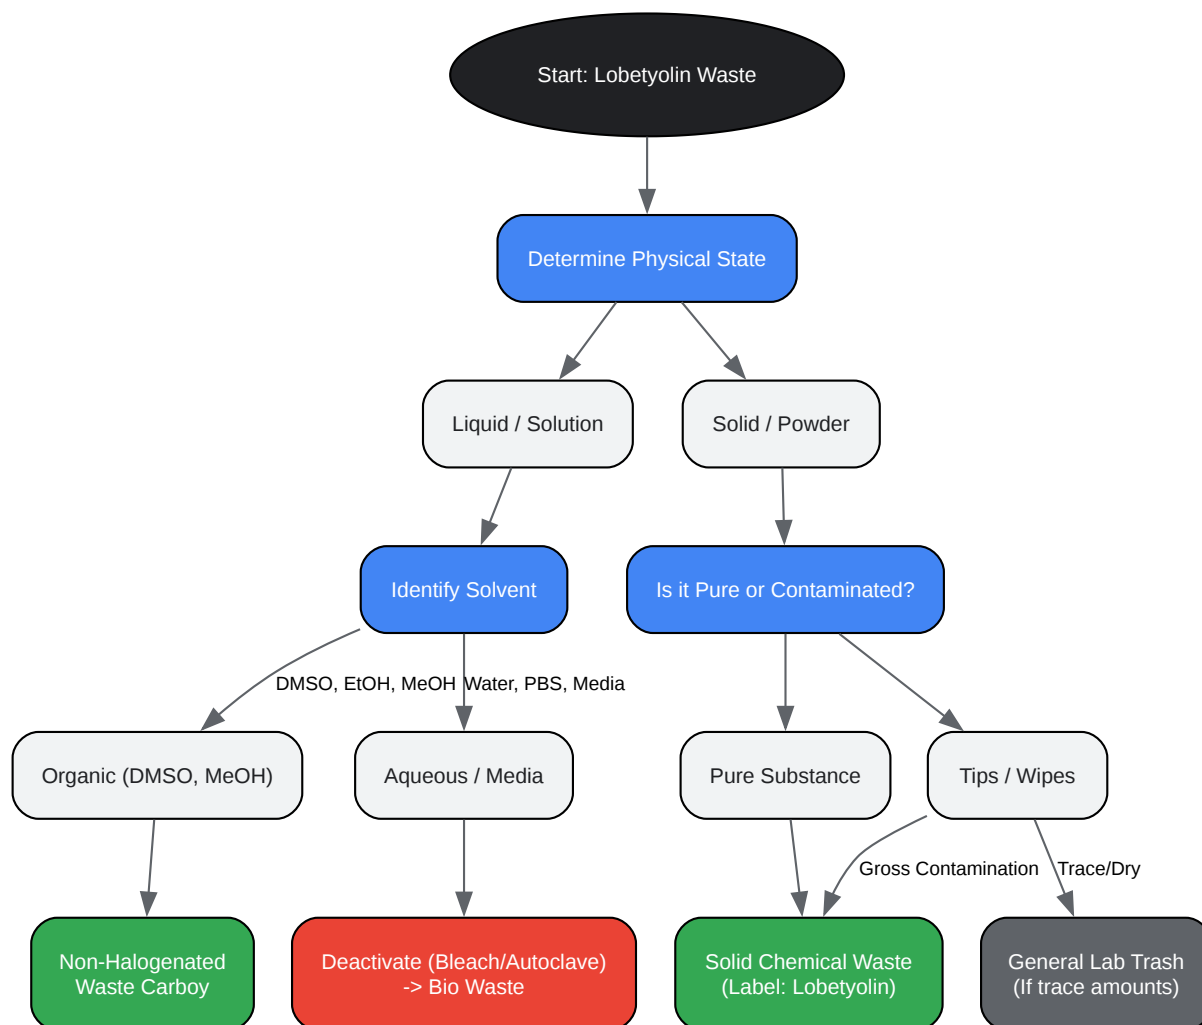 Start: Lobetyolin Waste
Determine Physical State
Liquid / Solution
Solid / Powder
Identify Solvent
Is it Pure or Contaminated?
DMSO, EtOH, MeOH
Water, PBS, Media
Organic (DMSO, MeOH)
Aqueous / Media
Pure Substance
Tips / Wipes
Gross Contamination
Trace/Dry
Non-Halogenated
Waste Carboy
Deactivate (Bleach/Autoclave)
-> Bio Waste
Solid Chemical Waste
(Label: Lobetyolin)
General Lab Trash
(If trace amounts)